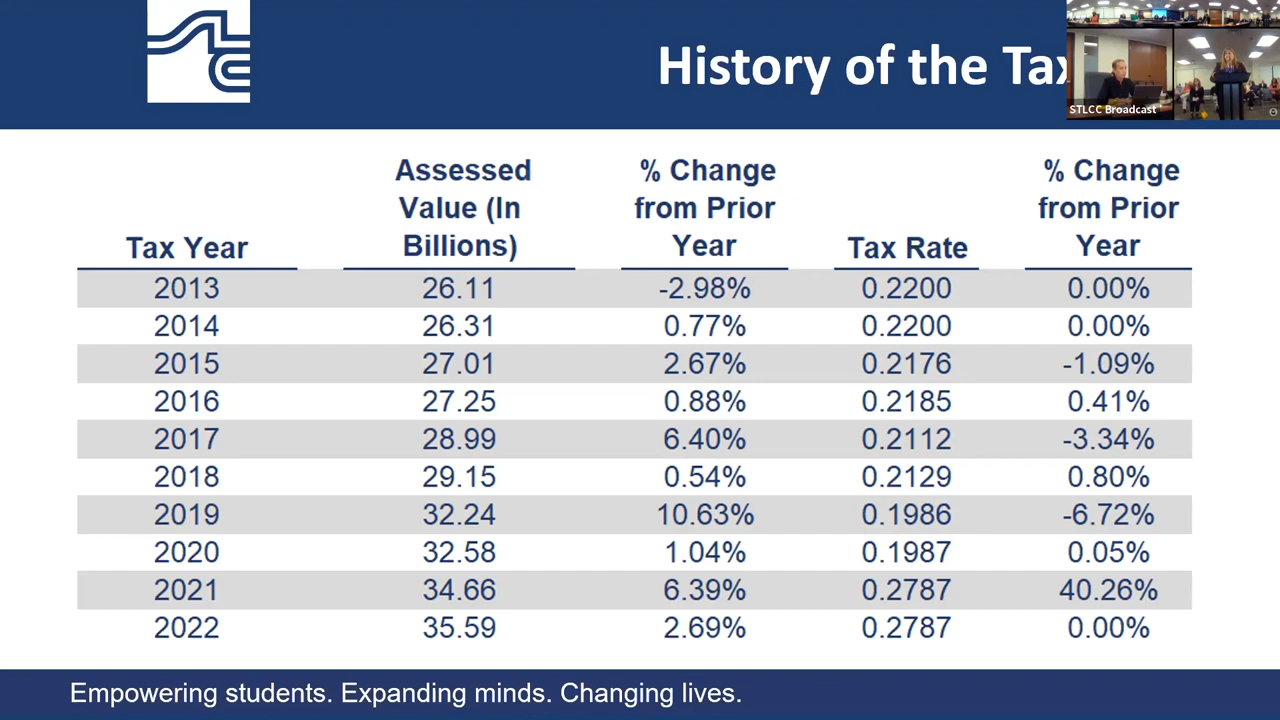 History of the Tax
STLCC Broadcast
Tax Year | Assessed Value (In Billions) | % Change from Prior Year | Tax Rate | % Change from Prior Year
2013 26.11 -2.98% 0.2200 0.00%
2014 26.31 0.77% 0.2200 0.00%
2015 27.01 2.67% 0.2176 -1.09%
2016 27.25 0.88% 0.2185 0.41%
2017 28.99 6.40% 0.2112 -3.34%
2018 29.15 0.54% 0.2129 0.80%
2019 32.24 10.63% 0.1986 -6.72%
2020 32.58 1.04% 0.1987 0.05%
2021 34.66 6.39% 0.2787 40.26%
2022 35.59 2.69% 0.2787 0.00%
Empowering students. Expanding minds. Changing lives.